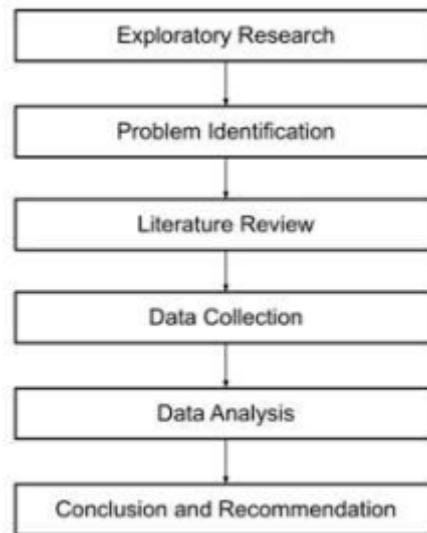 Exploratory Research
Problem Identification
Literature Review
Data Collection
Data Analysis
Conclusion and Recommendation